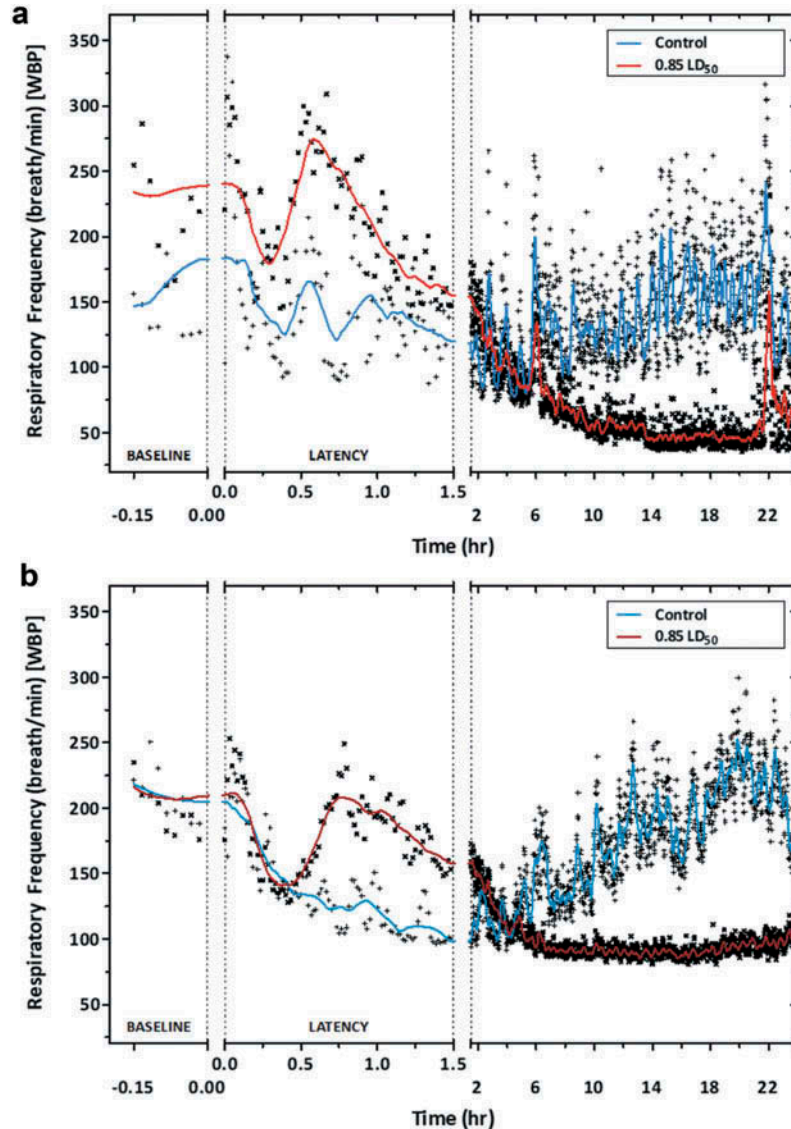 a
Respiratory Frequency (breath/min) [WBP]
350
300
250
200
150
100
50
Control
0.85 LD50
BASELINE
LATENCY
0.0 0.5 1.0 1.5
-0.15 0.00 2 6 10 14 18 22
Time (hr)
b
Respiratory Frequency (breath/min) [WBP]
350
300
250
200
150
100
50
Control
0.85 LD50
BASELINE
LATENCY
0.0 0.5 1.0 1.5
-0.15 0.00 2 6 10 14 18 22
Time (hr)